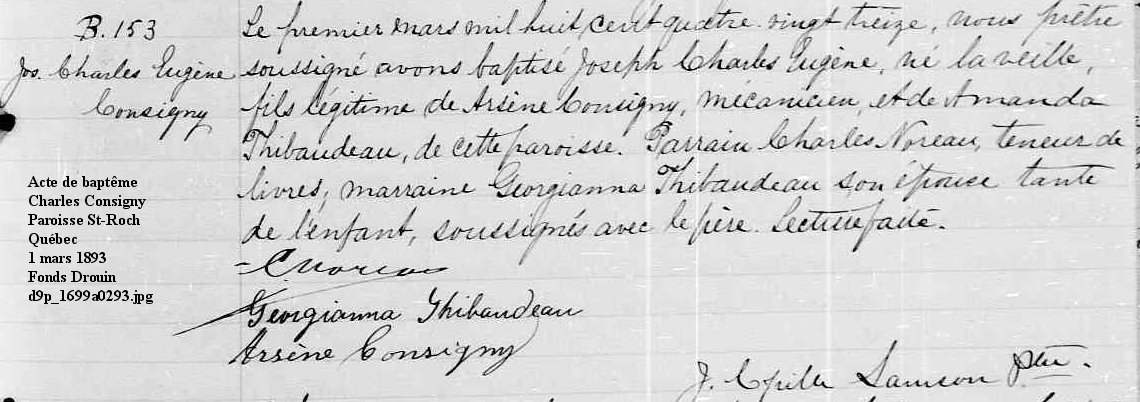 B. 153
Jos. Charles Eugène
Consigny
Le premier mars mil huit cent quatre-vingt treize, nous prêtre
soussigné avons baptisé Joseph Charles Eugène, né la veille,
fils légitime de Arsène Consigny, mécanicien, et de Amanda
Thibaudeau, de cette paroisse. Parrain Charles Noreau, teneur de
livres, marraine Georgianna Thibaudeau son épouce tante
de l'enfant, soussignés avec le père. Lecture faite.
Georgianna Thibaudeau
Arsène Consigny
J. Samson ptre.
Acte de baptême
Charles Consigny
Paroisse St-Roch
Québec
1 mars 1893
Fonds Drouin
d9p_1699a0293.jpg